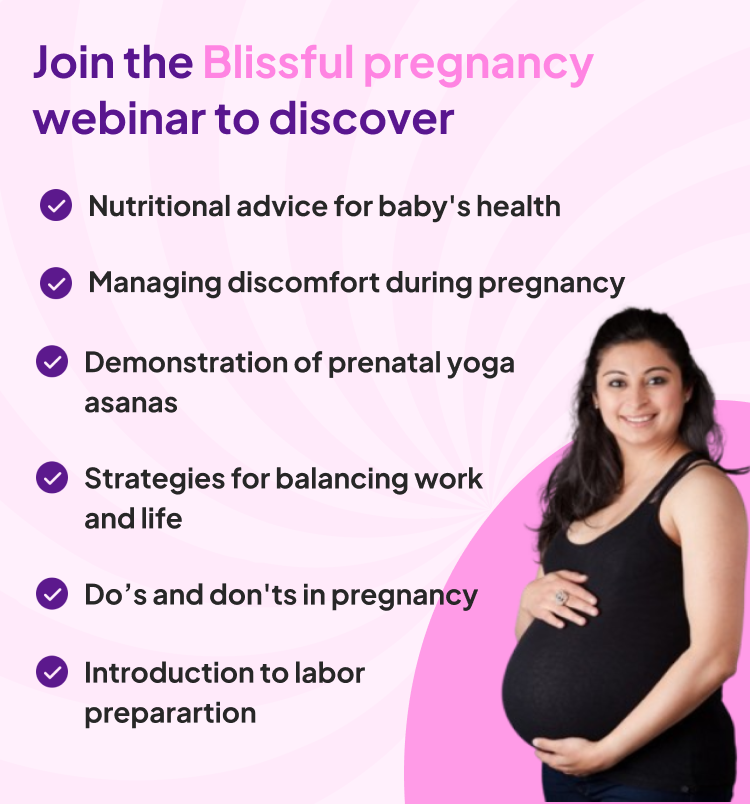 Join the Blissful pregnancy
webinar to discover
Nutritional advice for baby's health
Managing discomfort during pregnancy
Demonstration of prenatal yoga
asanas
Strategies for balancing work
and life
Do’s and don'ts in pregnancy
Introduction to labor
preparartion